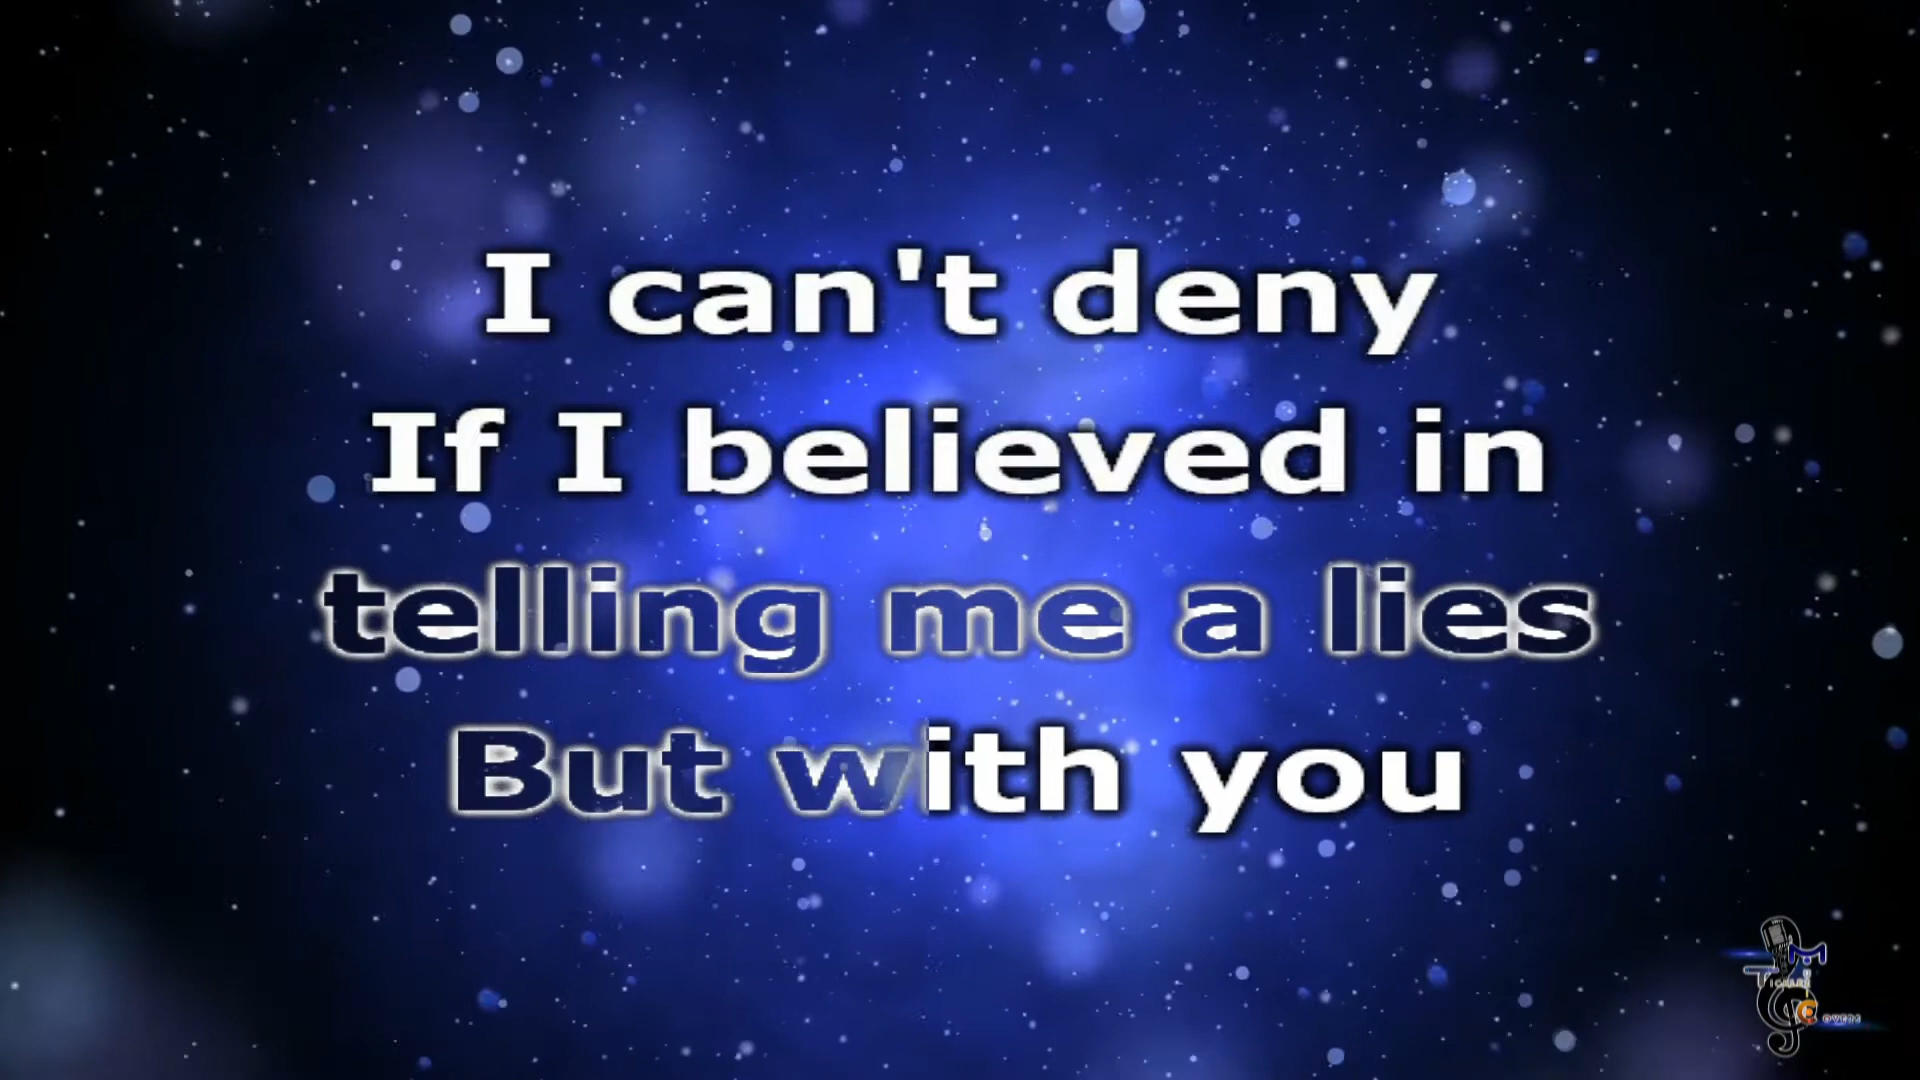 I can't deny
If I believed in
telling me a lies
But with you